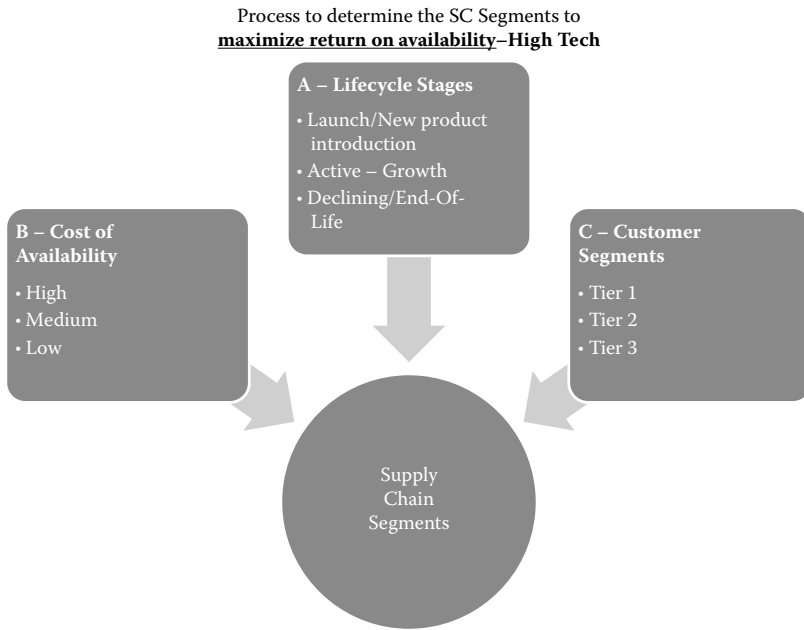 Process to determine the SC Segments to
maximize return on availability–High Tech
A – Lifecycle Stages
• Launch/New product
introduction
• Active – Growth
• Declining/End-Of-
Life
B – Cost of
Availability
• High
• Medium
• Low
C – Customer
Segments
• Tier 1
• Tier 2
• Tier 3
Supply
Chain
Segments